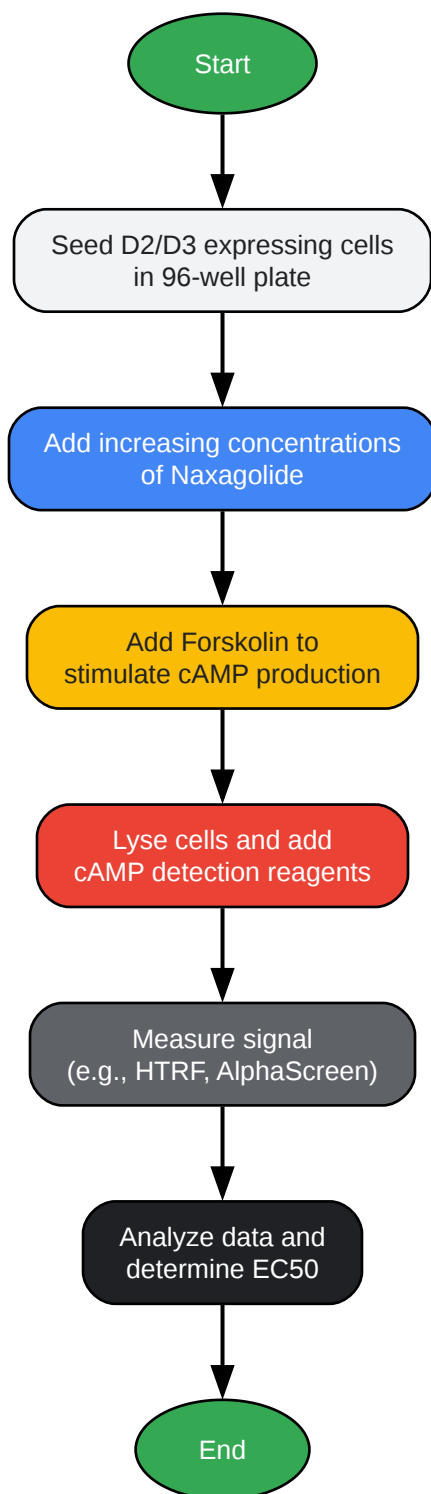 Start
Seed D2/D3 expressing cells
in 96-well plate
Add increasing concentrations
of Naxagolide
Add Forskolin to
stimulate cAMP production
Lyse cells and add
cAMP detection reagents
Measure signal
(e.g., HTRF, AlphaScreen)
Analyze data and
determine EC50
End